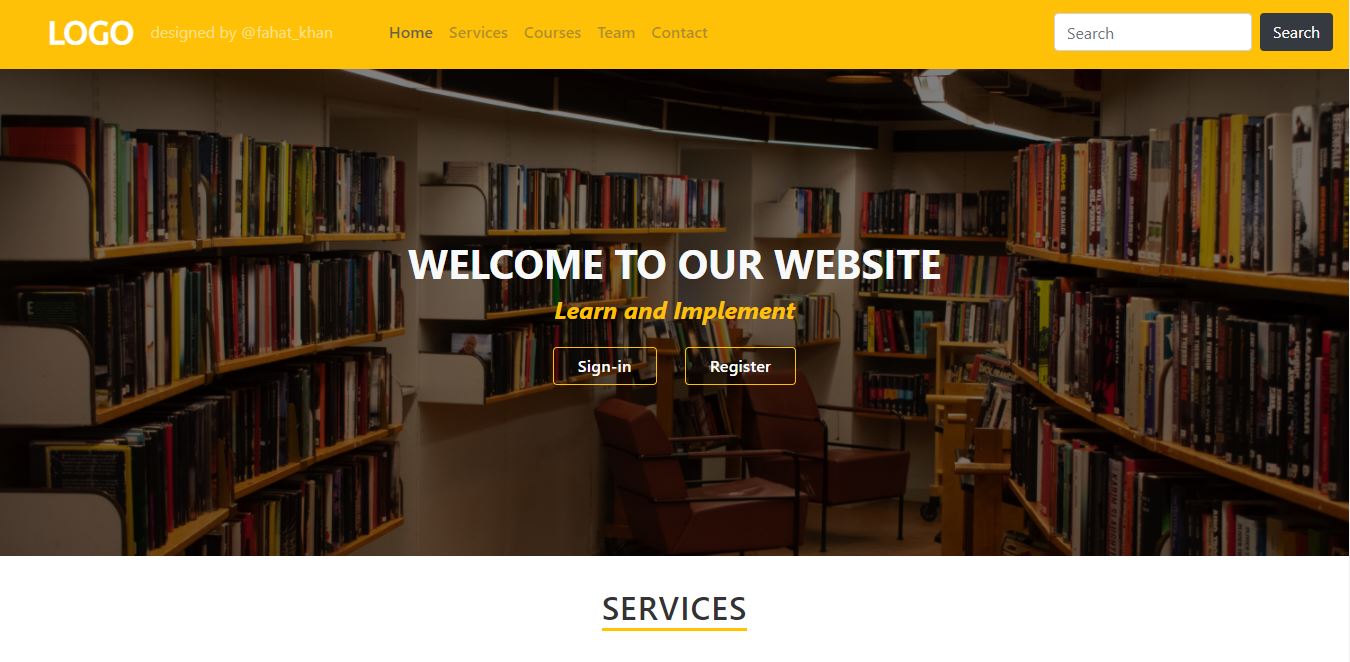 LOGO designed by @fahat_khan Home Services Courses Team Contact Search Search
WELCOME TO OUR WEBSITE
Learn and Implement
Sign-in Register
SERVICES